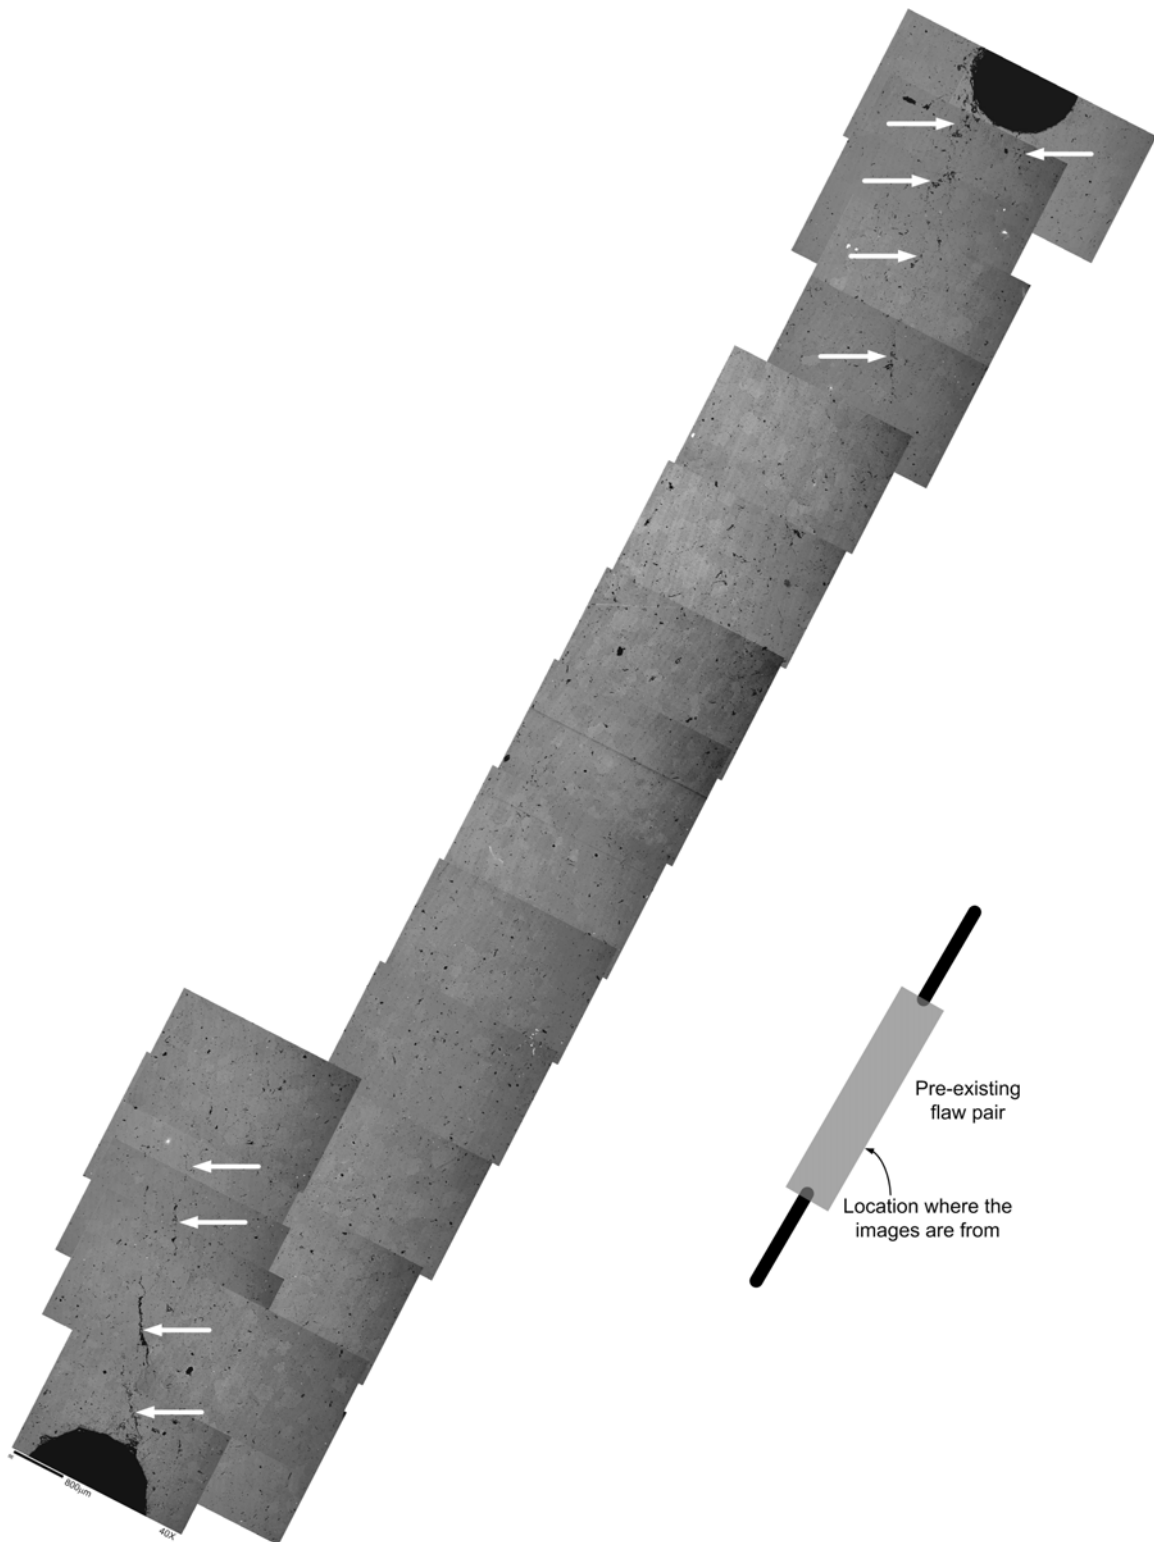 Pre-existing
flaw pair
Location where the
images are from
800µm
40X